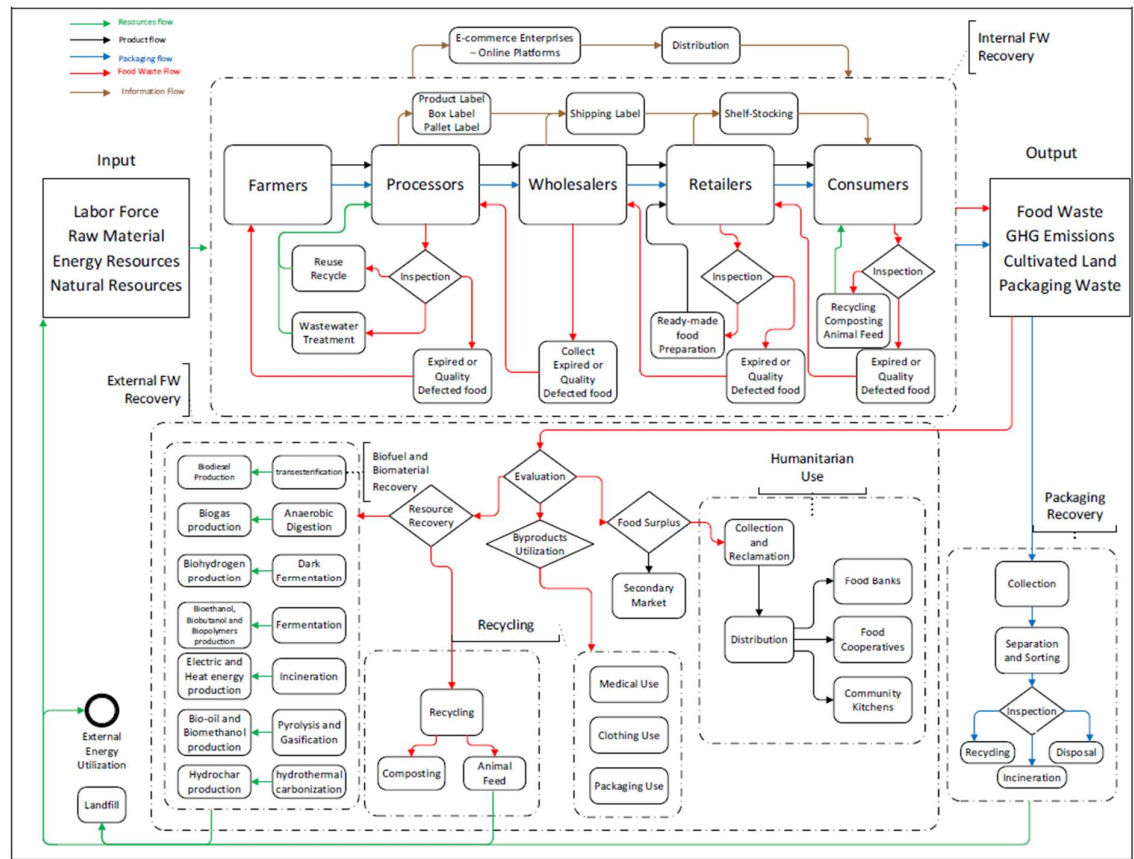 Resources flow
Product flow
Packaging flow
Food Waste Flow
Information Flow
E-commerce Enterprises
– Online Platforms
Distribution
Internal FW
Recovery
Product Label
Box Label
Pallet Label
Shipping Label
Shelf-Stocking
Input
Output
Farmers
Processors
Wholesalers
Retailers
Consumers
Labor Force
Raw Material
Energy Resources
Natural Resources
Food Waste
GHG Emissions
Cultivated Land
Packaging Waste
Reuse
Recycle
Inspection
Inspection
Inspection
Wastewater
Treatment
Ready-made
food
Preparation
Recycling
Composting
Animal Feed
Expired or
Quality
Defected food
Collect
Expired or
Quality
Defected food
Expired or
Quality
Defected food
Expired or
Quality
Defected food
External FW
Recovery
Biodiesel
Production
transesterification
Biofuel and
Biomaterial
Recovery
Evaluation
Humanitarian
Use
Biogas
production
Anaerobic
Digestion
Resource
Recovery
Byproducts
Utilization
Food Surplus
Collection
and
Reclamation
Packaging
Recovery
Biohydrogen
production
Dark
Fermentation
Secondary
Market
Food Banks
Collection
Bioethanol,
Biobutanol and
Biopolymers
production
Fermentation
Recycling
Distribution
Food
Cooperatives
Separation
and Sorting
Electric and
Heat energy
production
Incineration
Medical Use
Community
Kitchens
Inspection
Bio-oil and
Biomethanol
production
Pyrolysis and
Gasification
Recycling
Clothing Use
Recycling
Disposal
Incineration
External
Energy
Utilization
Hydrochar
production
hydrothermal
carbonization
Composting
Animal
Feed
Packaging Use
Landfill